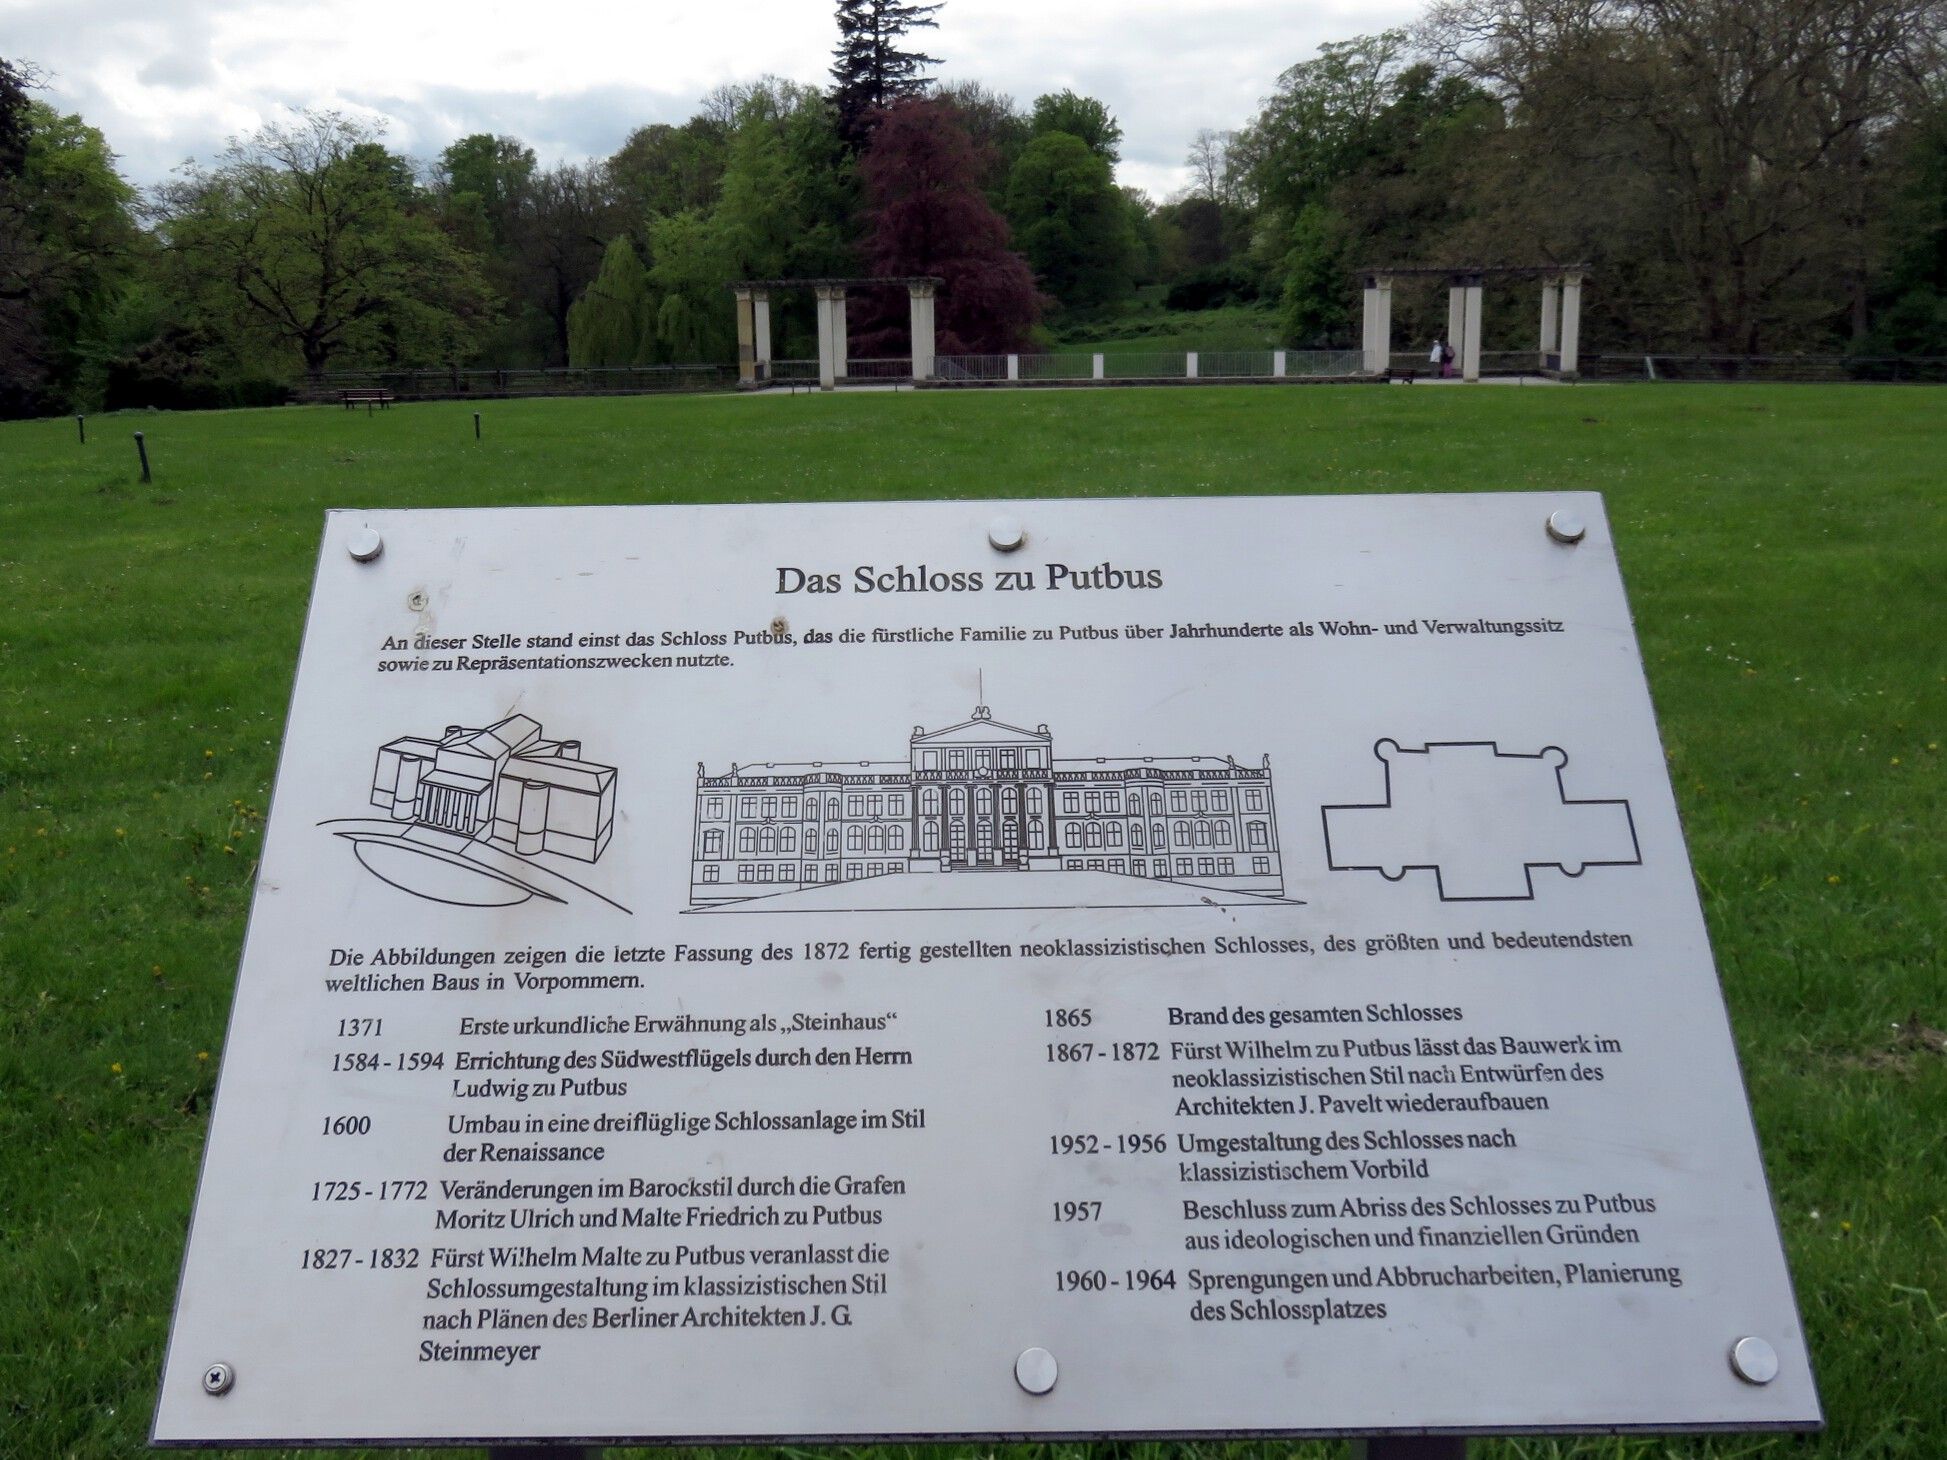 Das Schloss zu Putbus
An dieser Stelle stand einst das Schloss Putbus, das die fürstliche Familie zu Putbus über Jahrhunderte als Wohn- und Verwaltungssitz
sowie zu Repräsentationszwecken nutzte.
Die Abbildungen zeigen die letzte Fassung des 1872 fertig gestellten neoklassizistischen Schlosses, des größten und bedeutendsten
weltlichen Baus in Vorpommern.
1371 Erste urkundliche Erwähnung als „Steinhaus“
1584 - 1594 Errichtung des Südwestflügels durch den Herrn
Ludwig zu Putbus
1600 Umbau in eine dreiflüglige Schlossanlage im Stil
der Renaissance
1725 - 1772 Veränderungen im Barockstil durch die Grafen
Moritz Ulrich und Malte Friedrich zu Putbus
1827 - 1832 Fürst Wilhelm Malte zu Putbus veranlasst die
Schlossumgestaltung im klassizistischen Stil
nach Plänen des Berliner Architekten J. G.
Steinmeyer
1865 Brand des gesamten Schlosses
1867 - 1872 Fürst Wilhelm zu Putbus lässt das Bauwerk im
neoklassizistischen Stil nach Entwürfen des
Architekten J. Pavelt wiederaufbauen
1952 - 1956 Umgestaltung des Schlosses nach
klassizistischem Vorbild
1957 Beschluss zum Abriss des Schlosses zu Putbus
aus ideologischen und finanziellen Gründen
1960 - 1964 Sprengungen und Abbrucharbeiten, Planierung
des Schlossplatzes